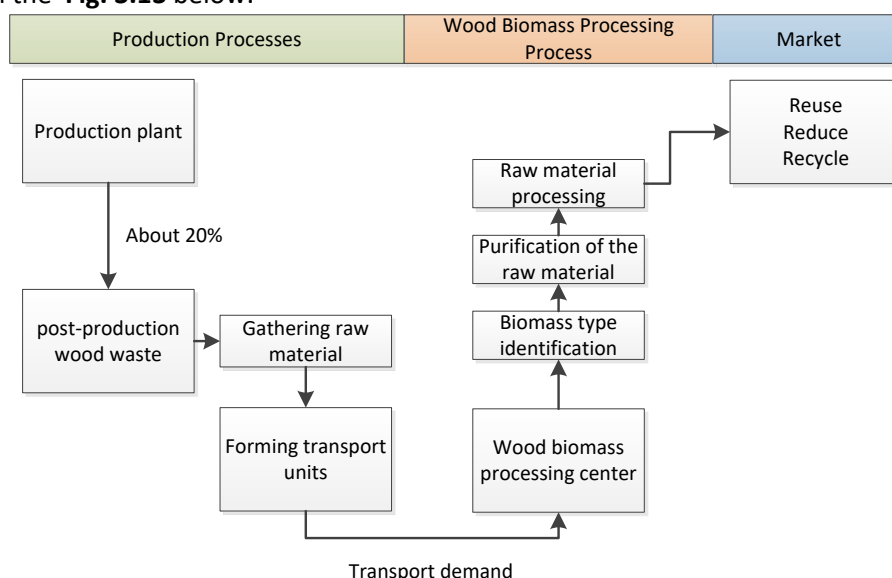 the Fig. 3.13 below:
Production Processes
Wood Biomass Processing
Process
Market
Production plant
About 20%
post-production
wood waste
Gathering raw
material
Forming transport
units
Transport demand
Wood biomass
processing center
Biomass type
identification
Purification of the
raw material
Raw material
processing
Reuse
Reduce
Recycle